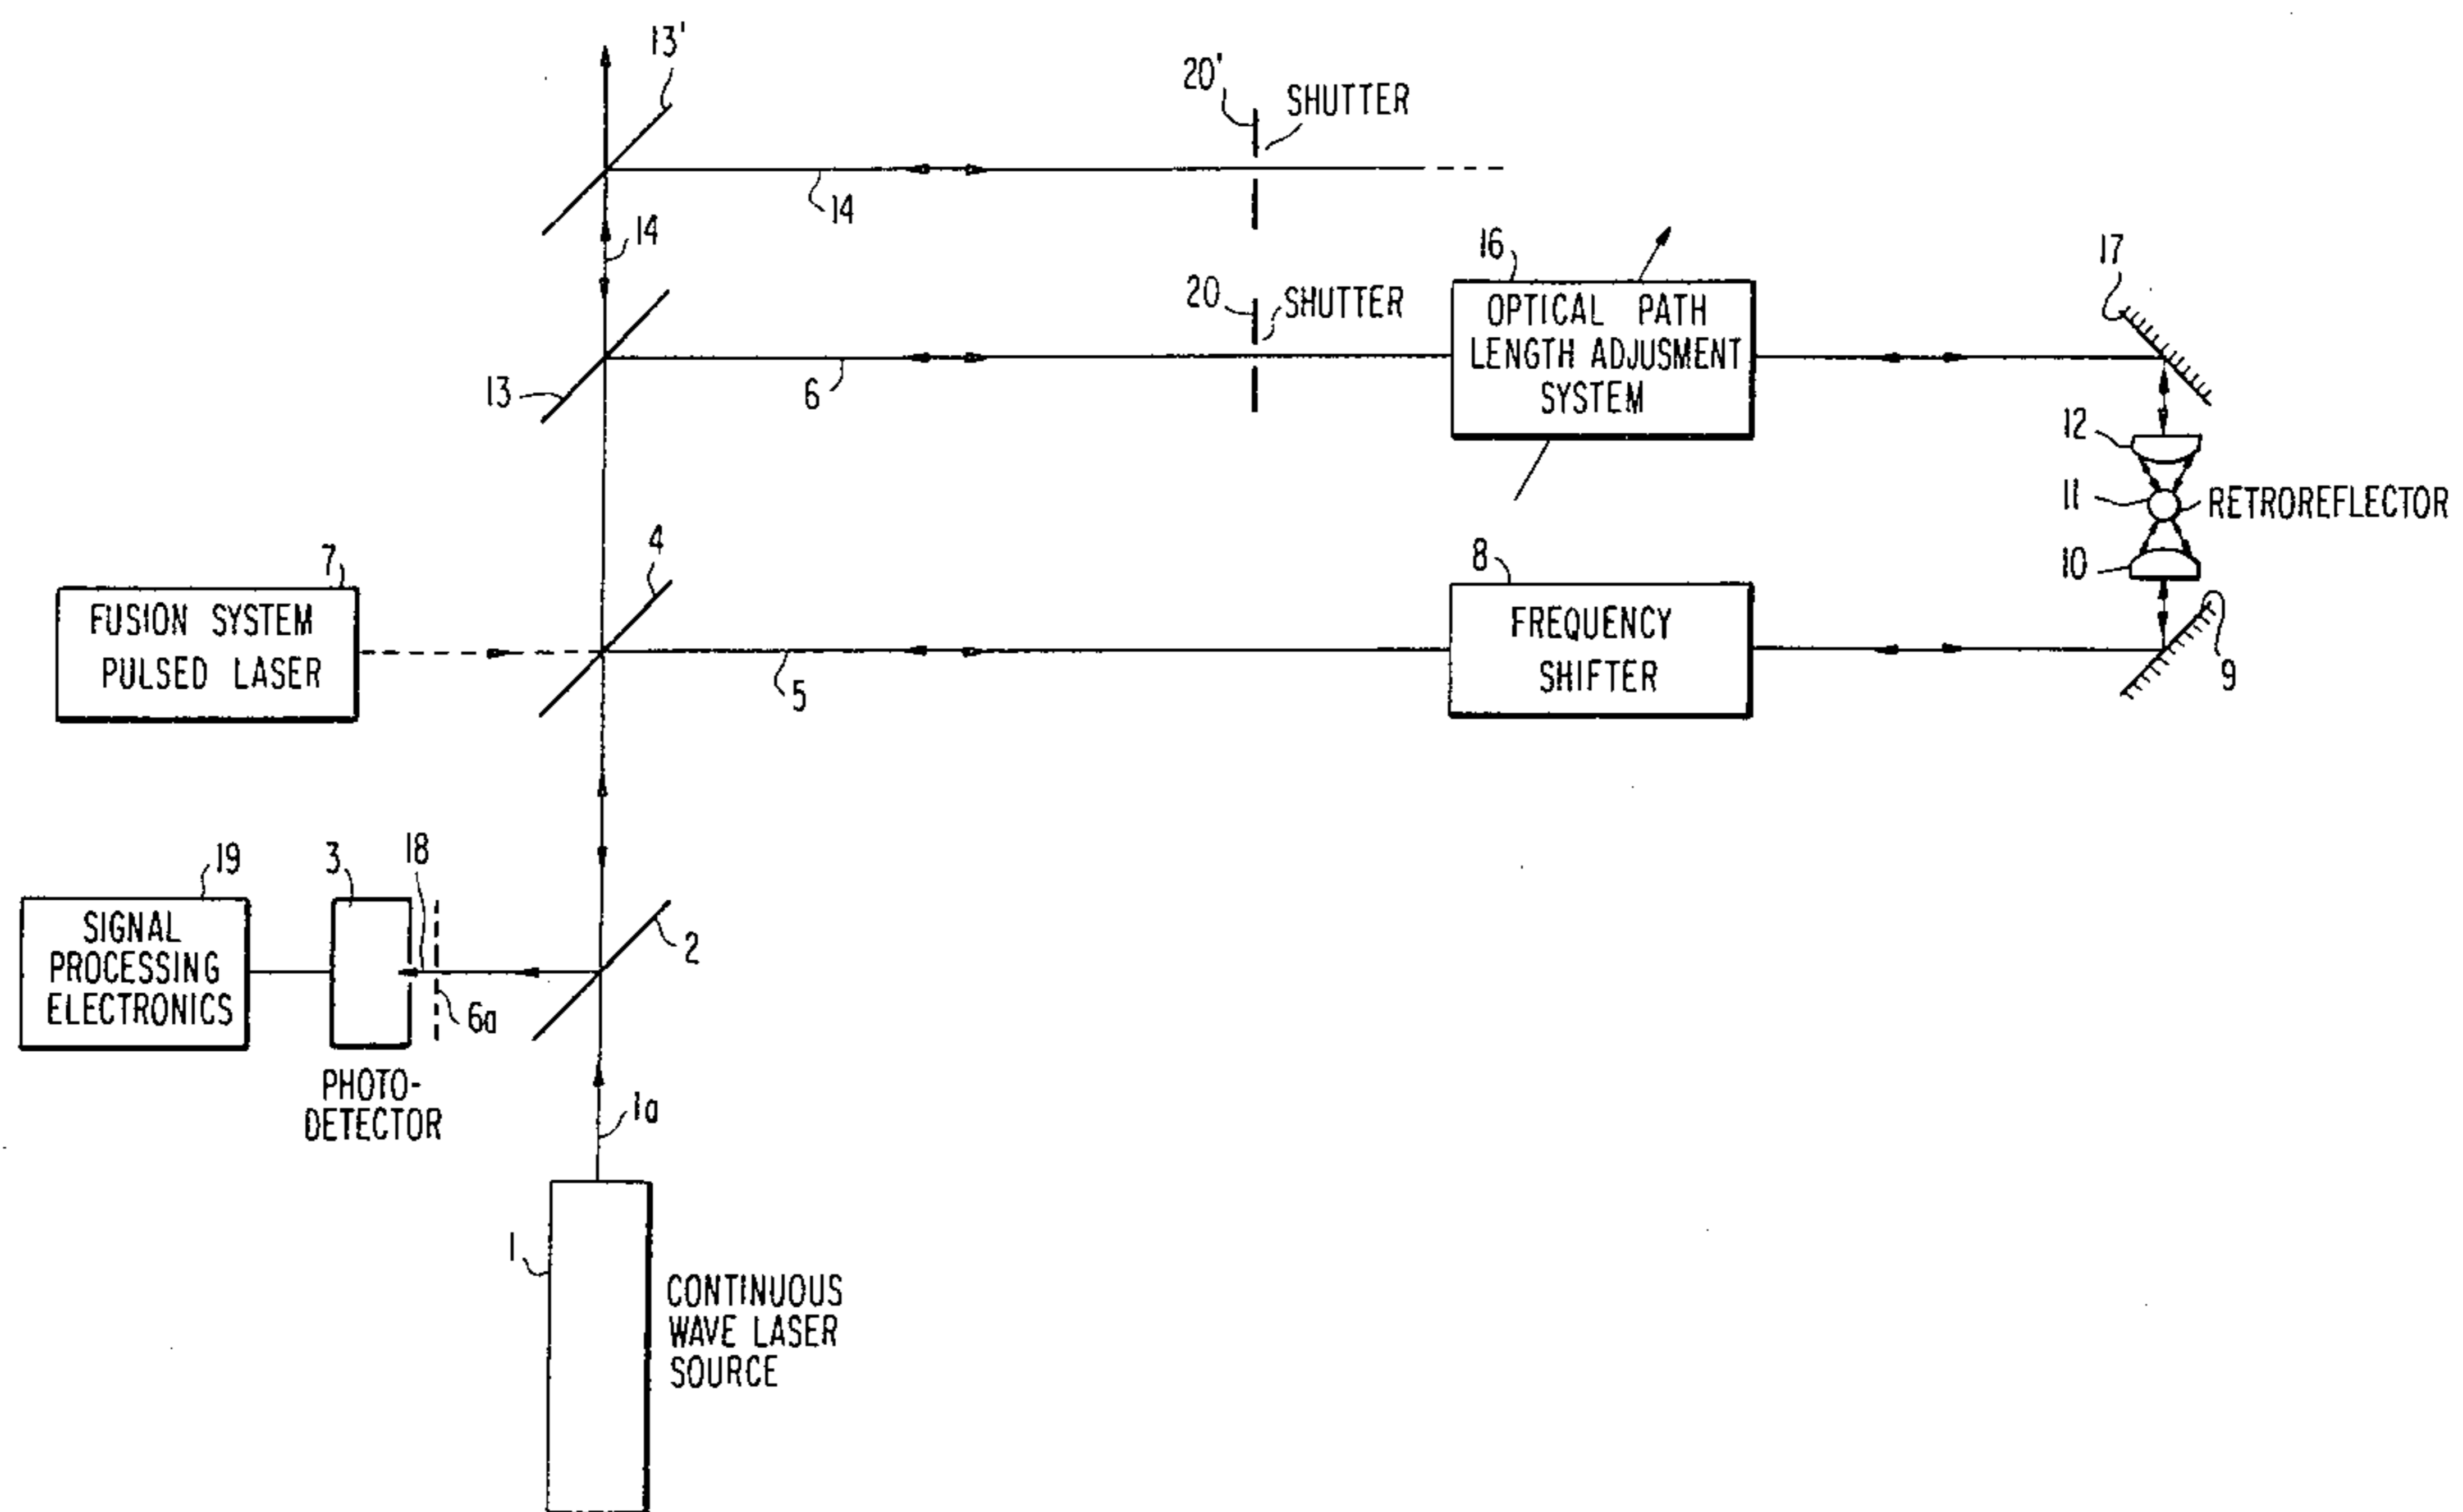 13'
20'
SHUTTER
14
14
16
17
20
SHUTTER
OPTICAL PATH
LENGTH ADJUSMENT
SYSTEM
13
6
12
11
RETROREFLECTOR
4
7
8
10
FUSION SYSTEM
PULSED LASER
FREQUENCY
SHIFTER
5
9
19
3
18
2
SIGNAL
PROCESSING
ELECTRONICS
6a
PHOTO-
DETECTOR
1a
1
CONTINUOUS
WAVE LASER
SOURCE